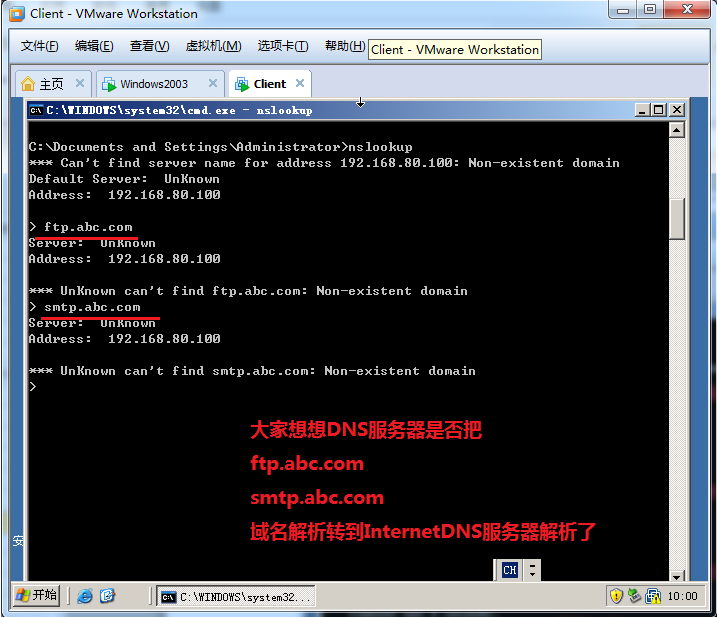 Client - VMware Workstation
文件(F) 编辑(E) 查看(V) 虚拟机(M) 选项卡(T) 帮助(H)
Client - VMware Workstation
主页 Windows2003 Client
C:\WINDOWS\system32\cmd.exe - nslookup
C:\Documents and Settings\Administrator>nslookup
*** Can't find server name for address 192.168.80.100: Non-existent domain
Default Server:  UnKnown
Address:  192.168.80.100
> ftp.abc.com
Server:  UnKnown
Address:  192.168.80.100
*** UnKnown can't find ftp.abc.com: Non-existent domain
> smtp.abc.com
Server:  UnKnown
Address:  192.168.80.100
*** UnKnown can't find smtp.abc.com: Non-existent domain
>
大家想想DNS服务器是否把
ftp.abc.com
smtp.abc.com
域名解析转到InternetDNS服务器解析了
安
CH
开始 C:\WINDOWS\system32... 10:00